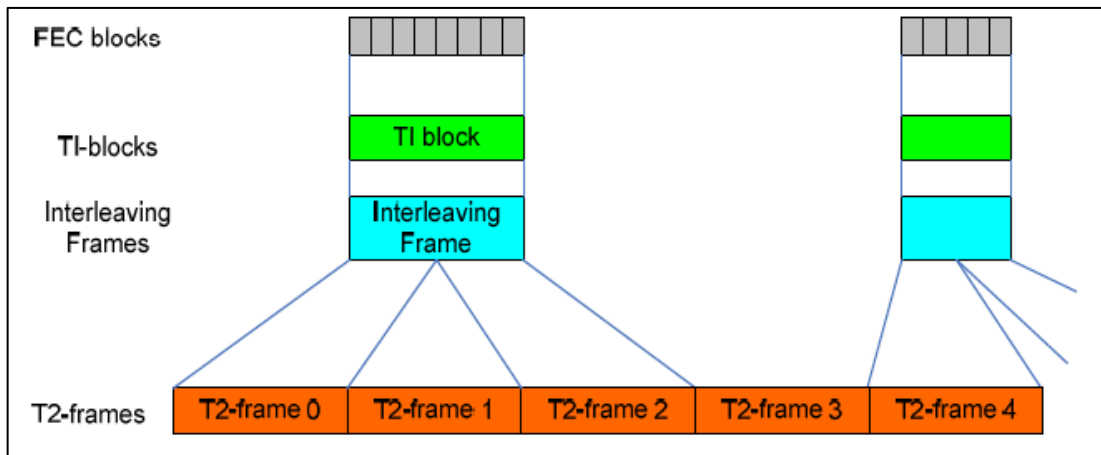 FEC blocks
TI-blocks
TI block
Interleaving
Frames
Interleaving
Frame
T2-frames
T2-frame 0
T2-frame 1
T2-frame 2
T2-frame 3
T2-frame 4